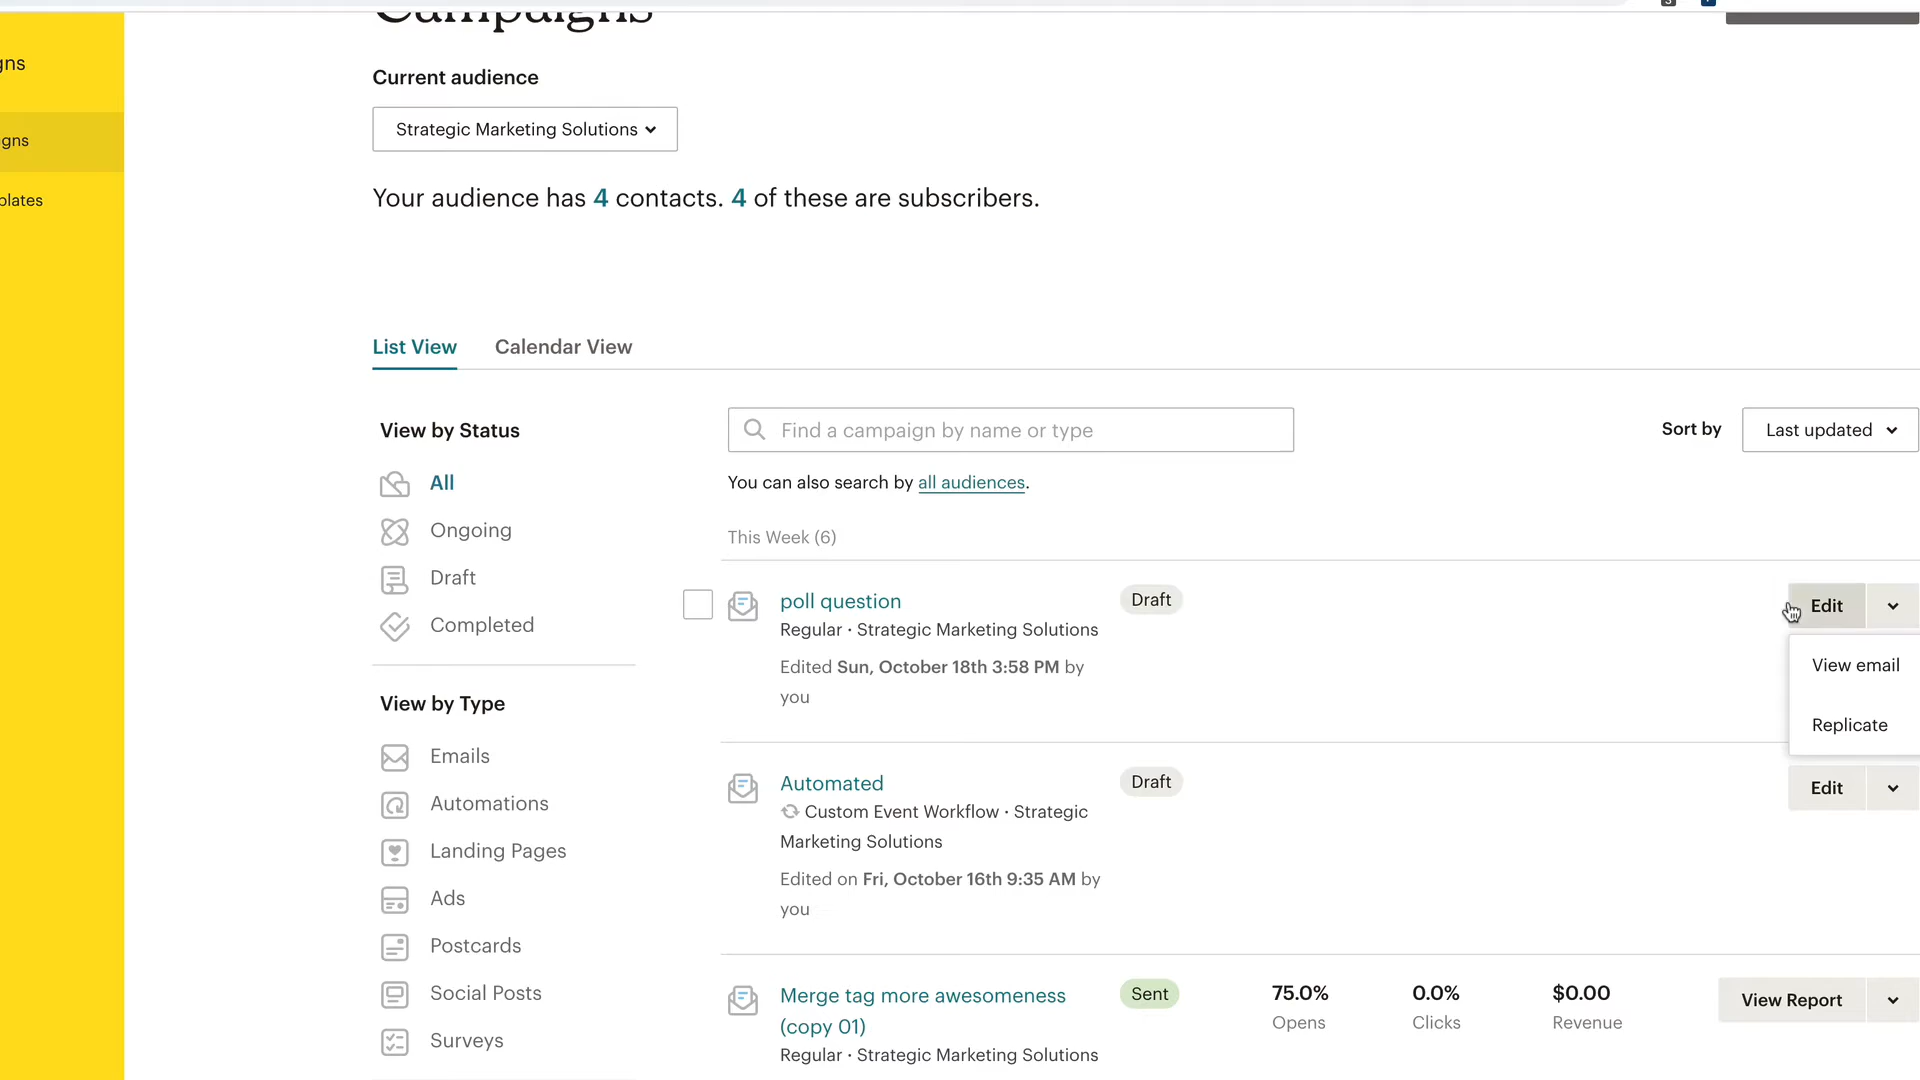 Campaigns
gns
Current audience
Strategic Marketing Solutions
gns
plates
Your audience has 4 contacts. 4 of these are subscribers.
List View Calendar View
View by Status
Find a campaign by name or type
Sort by Last updated
All
You can also search by all audiences.
Ongoing
This Week (6)
Draft
Completed
poll question Draft Edit
Regular · Strategic Marketing Solutions
Edited Sun, October 18th 3:58 PM by
you
View email
Replicate
View by Type
Emails
Automations
Landing Pages
Ads
Postcards
Social Posts
Surveys
Automated Draft Edit
Custom Event Workflow · Strategic
Marketing Solutions
Edited on Fri, October 16th 9:35 AM by
you
Merge tag more awesomeness Sent 75.0% 0.0% $0.00 View Report
(copy 01) Opens Clicks Revenue
Regular · Strategic Marketing Solutions